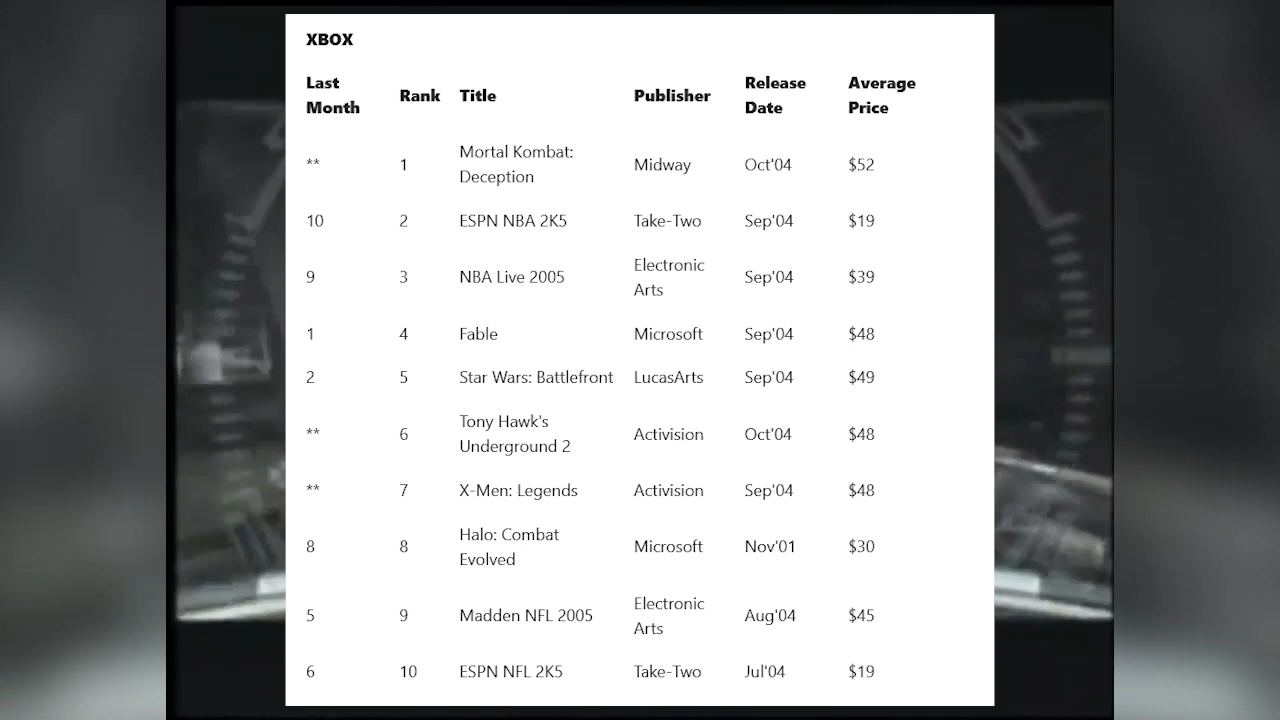 XBOX
Last Month Rank Title Publisher Release Date Average Price
** 1 Mortal Kombat: Deception Midway Oct'04 $52
10 2 ESPN NBA 2K5 Take-Two Sep'04 $19
9 3 NBA Live 2005 Electronic Arts Sep'04 $39
1 4 Fable Microsoft Sep'04 $48
2 5 Star Wars: Battlefront LucasArts Sep'04 $49
** 6 Tony Hawk's Underground 2 Activision Oct'04 $48
** 7 X-Men: Legends Activision Sep'04 $48
8 8 Halo: Combat Evolved Microsoft Nov'01 $30
5 9 Madden NFL 2005 Electronic Arts Aug'04 $45
6 10 ESPN NFL 2K5 Take-Two Jul'04 $19